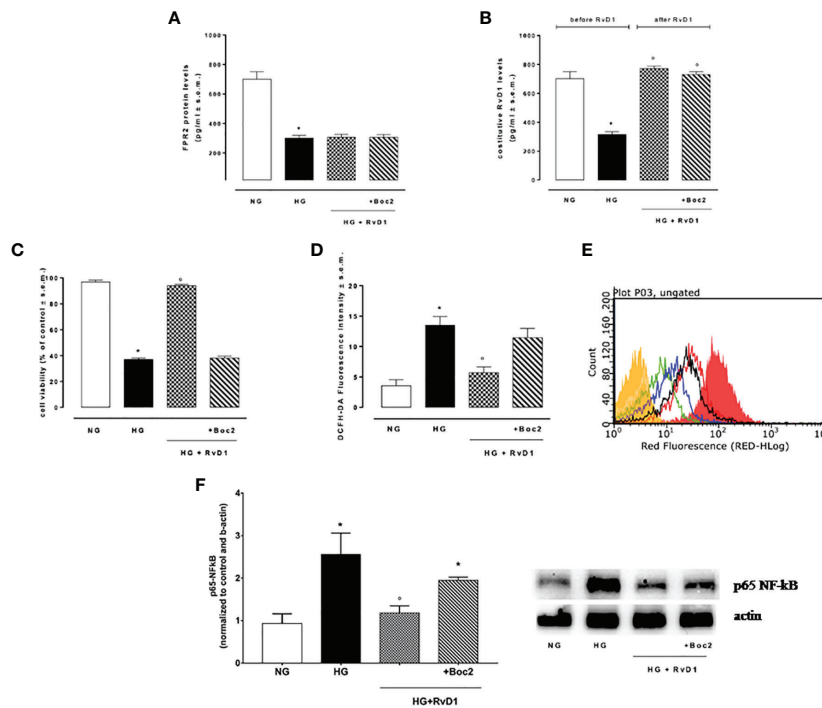 A
FPR2 protein levels
(pg/ml ± s.e.m.)
1000
800
600
400
200
*
NG
HG
+Boc2
HG + RvD1
B
before RvD1
after RvD1
costitutive RvD1 levels
(pg/ml ± s.e.m.)
1000
800
600
400
200
0
*
°
°
NG
HG
+Boc2
HG + RvD1
C
cell viability (% of control ± s.e.m.)
100
80
60
40
20
0
*
°
NG
HG
+Boc2
HG + RvD1
D
DCFH-DA Fluorescence Intensity ± s.e.m.
20
15
10
5
0
*
°
NG
HG
+Boc2
HG + RvD1
E
Plot P03, ungated
Count
200
160
120
80
40
0
10⁰
10¹
10²
10³
Red Fluorescence (RED-HLog)
F
p65-NFkB
(normalized to control and b-actin)
4
3
2
1
0
*
°
*
NG
HG
+Boc2
HG+RvD1
p65 NF-kB
actin
NG
HG
+Boc2
HG + RvD1